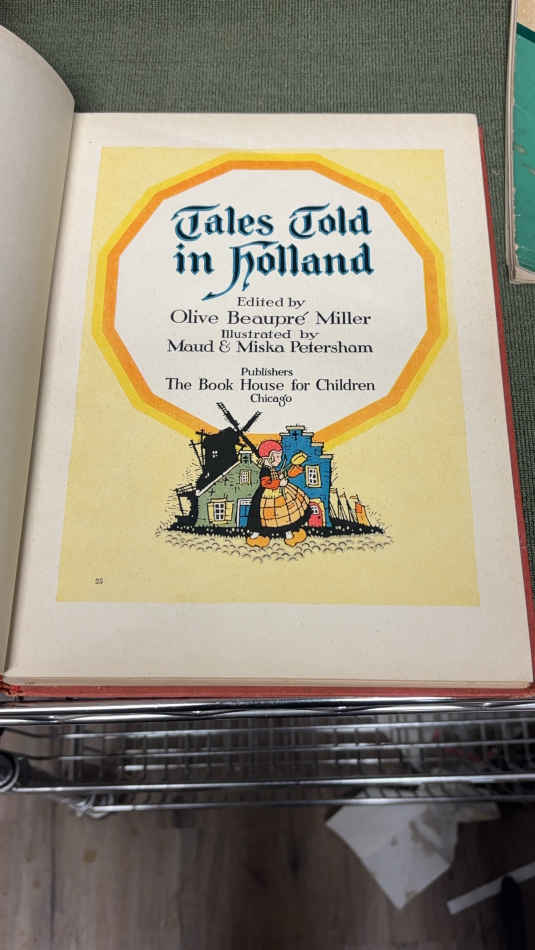 Tales Told
in Holland
Edited by
Olive Beaupré Miller
Illustrated by
Maud & Miska Petersham
Publishers
The Book House for Children
Chicago
25